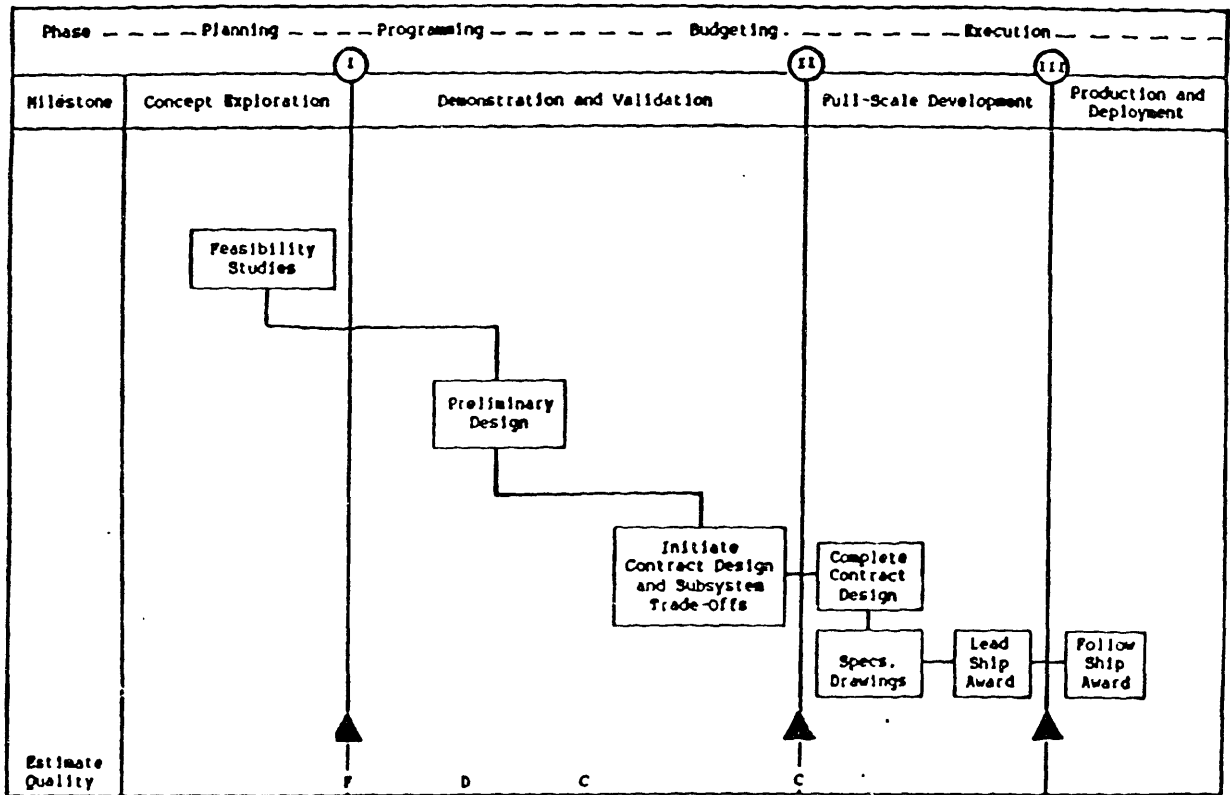 Phase - - - Planning - - - Programming - - - - - - Budgeting. - - - - - Execution - - - - -
I II III
Milestone Concept Exploration Demonstration and Validation Full-Scale Development Production and
Deployment
Feasibility
Studies
Preliminary
Design
Initiate
Contract Design
and Subsystem
Trade-Offs
Complete
Contract
Design
Specs.
Drawings
Lead
Ship
Award
Follow
Ship
Award
Estimate
Quality F D C C